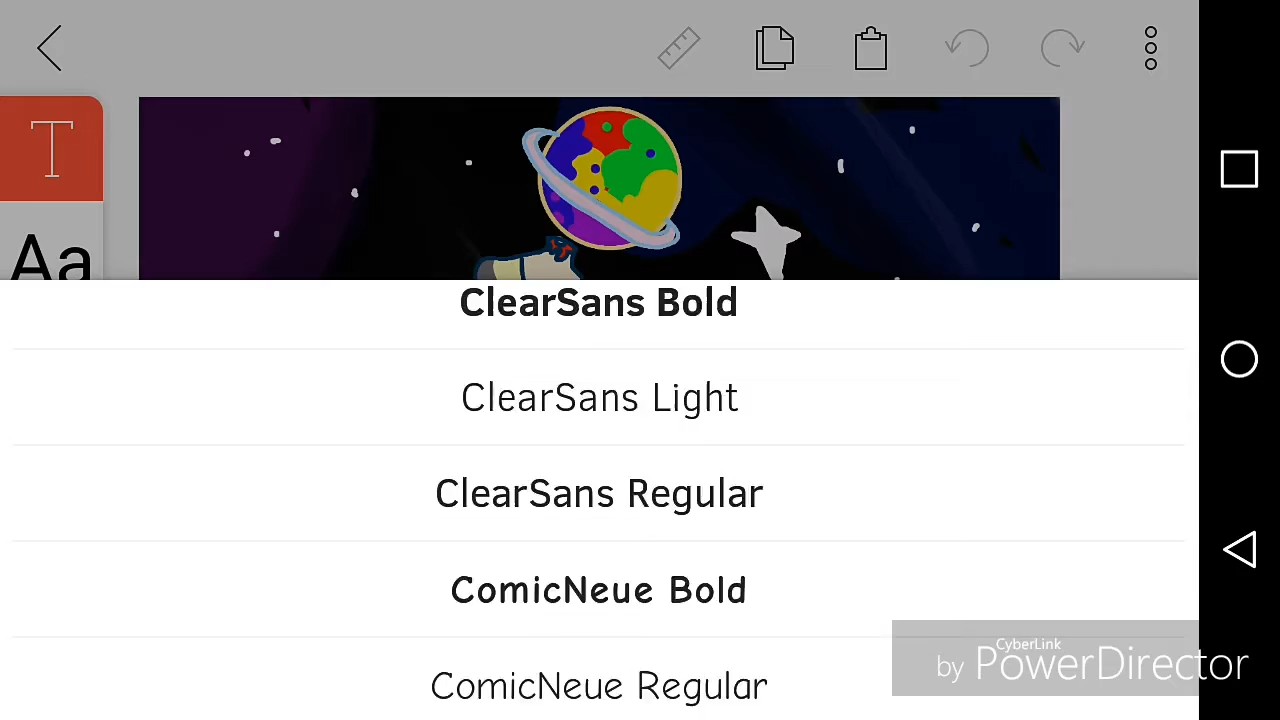 T
Aa
ClearSans Bold
ClearSans Light
ClearSans Regular
ComicNeue Bold
ComicNeue Regular
CyberLink
by PowerDirector